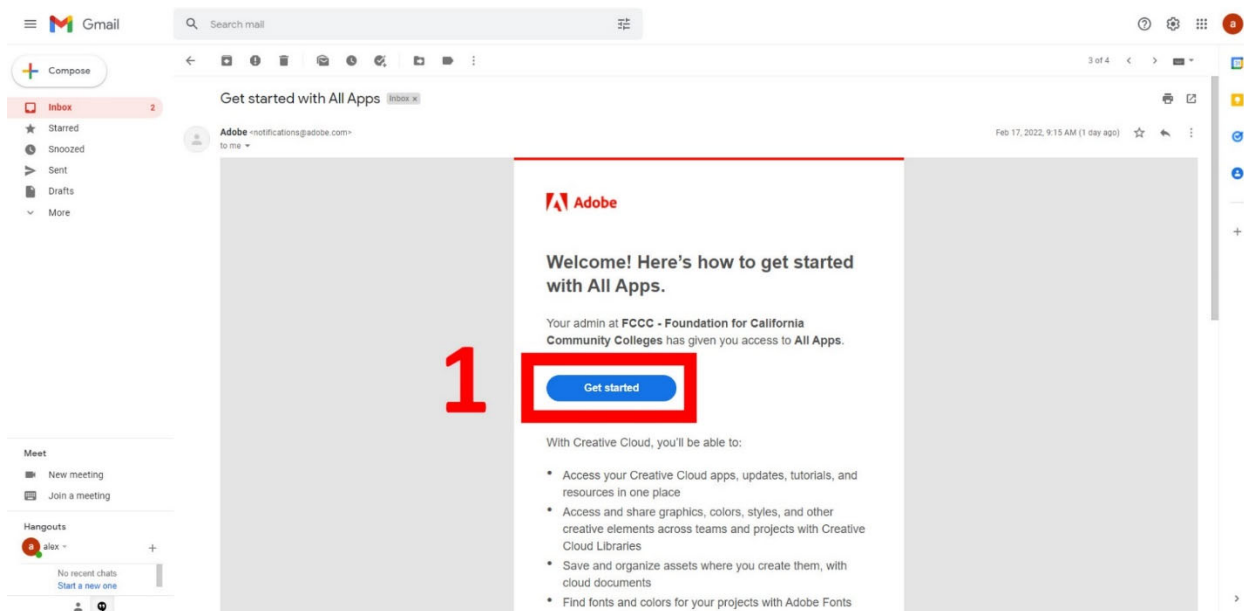 Gmail
Search mail
Compose
3 of 4
Inbox 2
Starred
Snoozed
Sent
Drafts
More
Get started with All Apps Inbox x
Adobe <notifications@adobe.com>
Feb 17, 2022, 9:15 AM (1 day ago)
to me
Adobe
Welcome! Here's how to get started
with All Apps.
Your admin at FCCC - Foundation for California
Community Colleges has given you access to All Apps.
1
Get started
With Creative Cloud, you'll be able to:
• Access your Creative Cloud apps, updates, tutorials, and
resources in one place
• Access and share graphics, colors, styles, and other
creative elements across teams and projects with Creative
Cloud Libraries
• Save and organize assets where you create them, with
cloud documents
• Find fonts and colors for your projects with Adobe Fonts
Meet
New meeting
Join a meeting
Hangouts
a alex
No recent chats
Start a new one
a